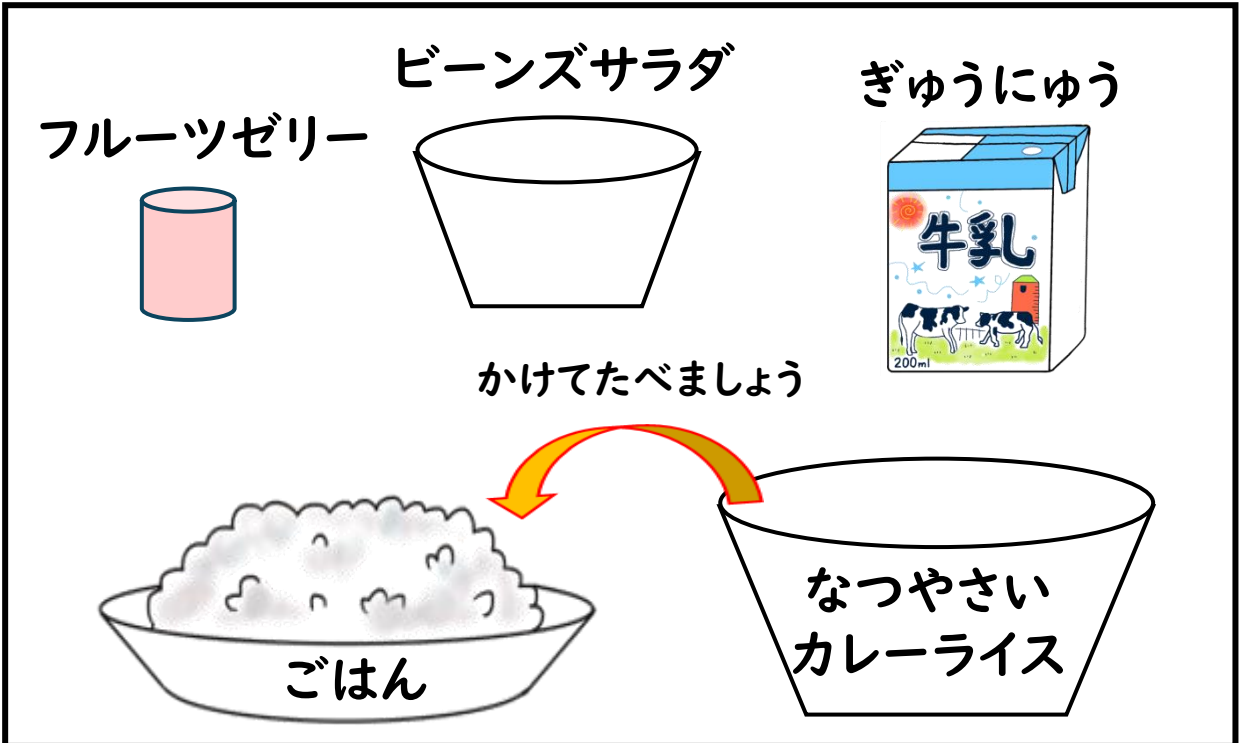 ビーンズサラダ
ぎゅうにゅう
フルーツゼリー
牛乳
200ml
かけてたべましょう
なつやさい
カレーライス
ごはん